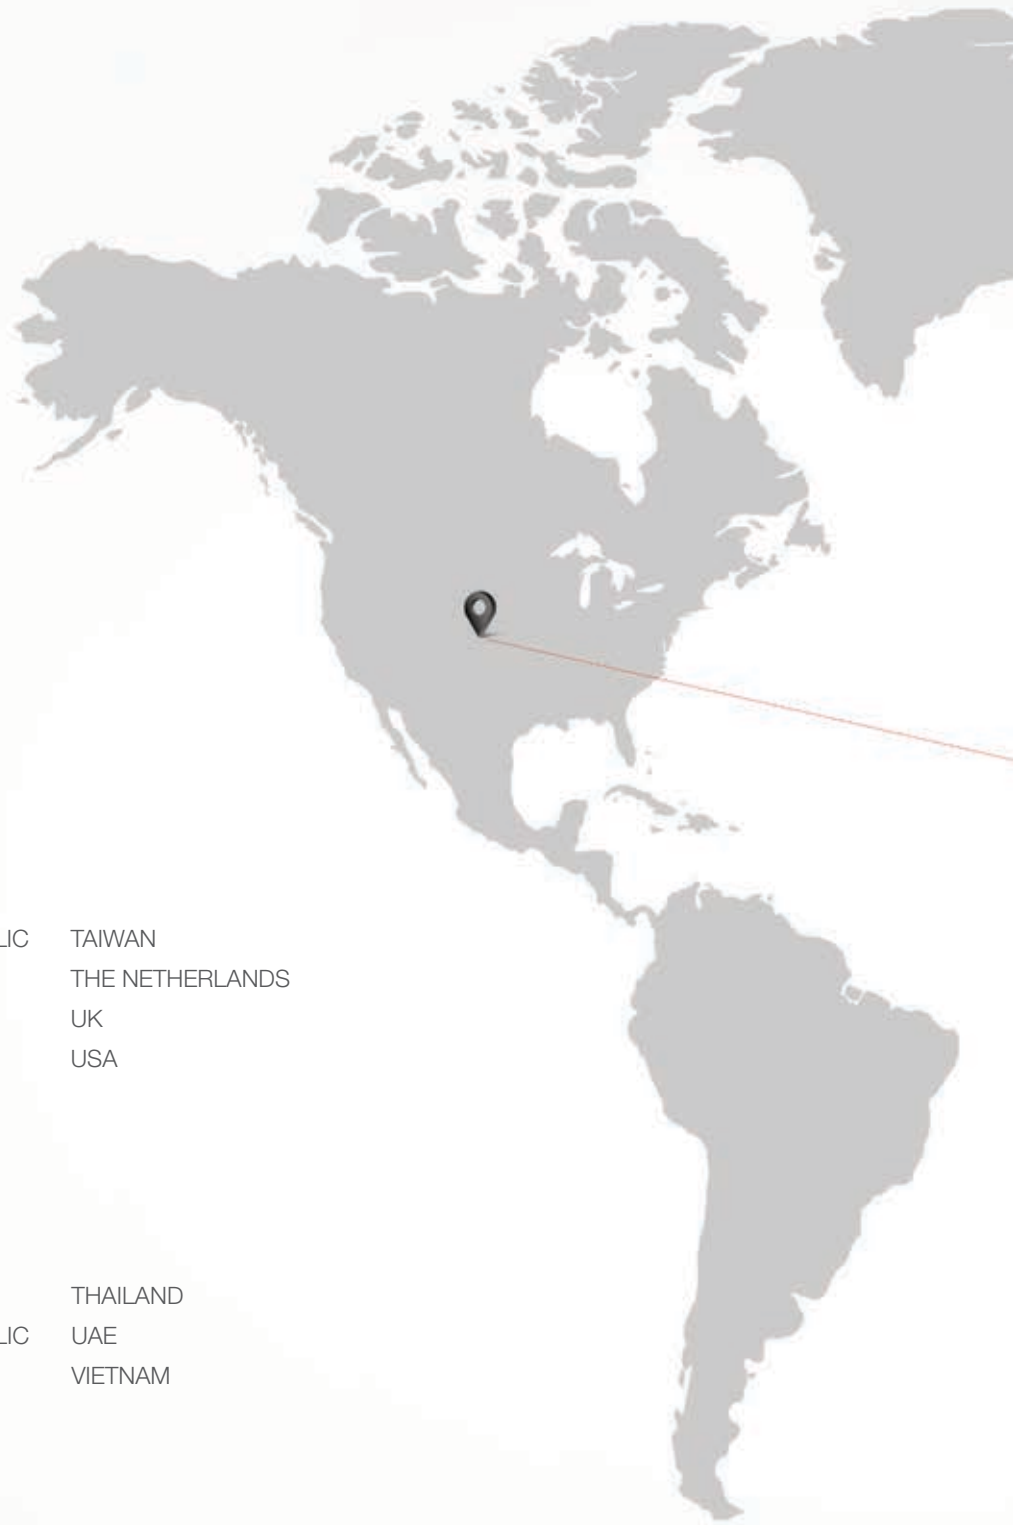 LIC TAIWAN
THE NETHERLANDS
UK
USA
THAILAND
LIC UAE
VIETNAM